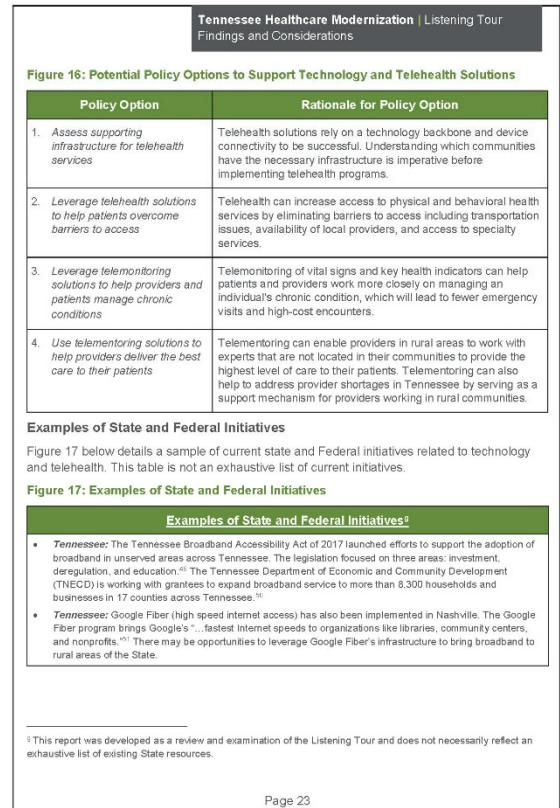 Tennessee Healthcare Modernization | Listening Tour
Findings and Considerations
Figure 16: Potential Policy Options to Support Technology and Telehealth Solutions
Policy Option
Rationale for Policy Option
1. Assess supporting
infrastructure for telehealth
services
Telehealth solutions rely on a technology backbone and device
connectivity to be successful. Understanding which communities
have the necessary infrastructure is imperative before
implementing telehealth programs.
2. Leverage telehealth solutions
to help patients overcome
barriers to access
Telehealth can increase access to physical and behavioral health
services by eliminating barriers to access including transportation
issues, availability of local providers, and access to specialty
services.
3. Leverage telemonitoring
solutions to help providers and
patients manage chronic
conditions
Telemonitoring of vital signs and key health indicators can help
patients and providers work more closely on managing an
individual's chronic condition, which will lead to fewer emergency
visits and high-cost encounters.
4. Use telementoring solutions to
help providers deliver the best
care to their patients
Telementoring can enable providers in rural areas to work with
experts that are not located in their communities to provide the
highest level of care to their patients. Telementoring can also
help to address provider shortages in Tennessee by serving as a
support mechanism for providers working in rural communities.
Examples of State and Federal Initiatives
Figure 17 below details a sample of current state and Federal initiatives related to technology
and telehealth. This table is not an exhaustive list of current initiatives.
Figure 17: Examples of State and Federal Initiatives
Examples of State and Federal Initiatives⁹
• Tennessee: The Tennessee Broadband Accessibility Act of 2017 launched efforts to support the adoption of
broadband in unserved areas across Tennessee. The legislation focused on three areas: investment,
deregulation, and education.⁴⁹ The Tennessee Department of Economic and Community Development
(TNECD) is working with grantees to expand broadband service to more than 8,300 households and
businesses in 17 counties across Tennessee.⁵⁰
• Tennessee: Google Fiber (high speed internet access) has also been implemented in Nashville. The Google
Fiber program brings Google's "…fastest Internet speeds to organizations like libraries, community centers,
and nonprofits."⁵¹ There may be opportunities to leverage Google Fiber's infrastructure to bring broadband to
rural areas of the State.
⁹ This report was developed as a review and examination of the Listening Tour and does not necessarily reflect an
exhaustive list of existing State resources.
Page 23